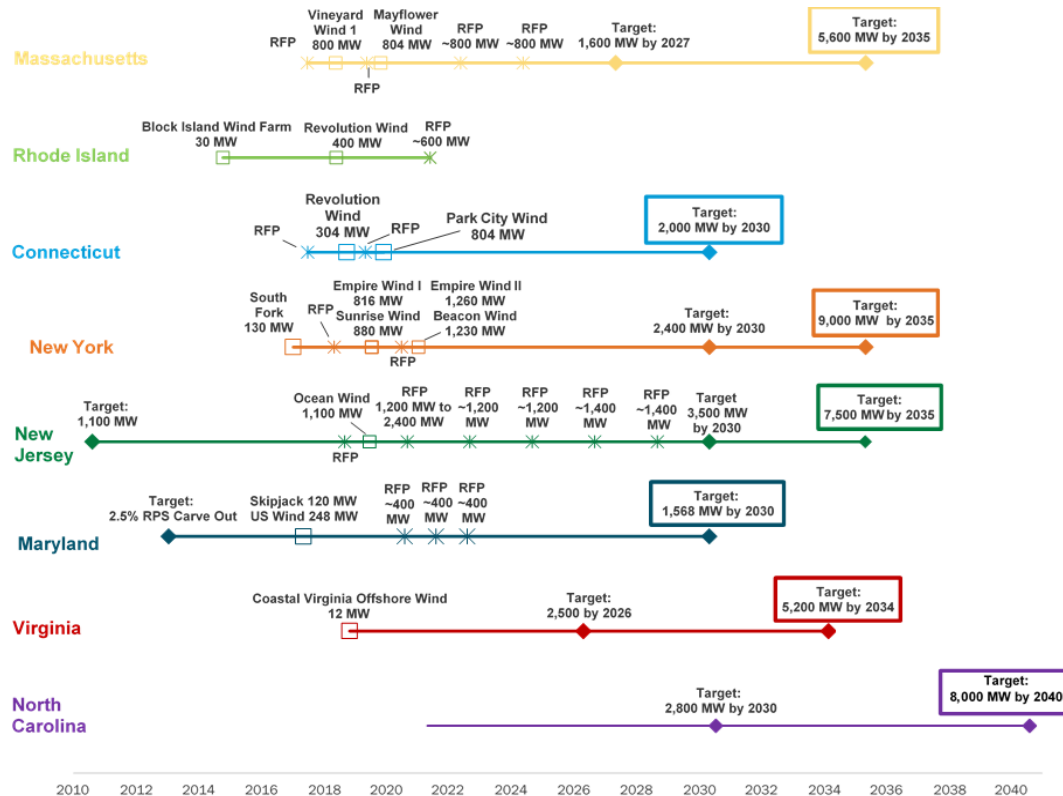 Massachusetts
RFP
Vineyard
Wind 1
800 MW
RFP
Mayflower
Wind
804 MW
RFP
~800 MW
RFP
~800 MW
Target:
1,600 MW by 2027
Target:
5,600 MW by 2035
Rhode Island
Block Island Wind Farm
30 MW
Revolution Wind
400 MW
RFP
~600 MW
Connecticut
RFP
Revolution
Wind
304 MW
RFP
Park City Wind
804 MW
Target:
2,000 MW by 2030
New York
South
Fork
130 MW
RFP
Empire Wind I
816 MW
Sunrise Wind
880 MW
RFP
Empire Wind II
1,260 MW
Beacon Wind
1,230 MW
Target:
2,400 MW by 2030
Target:
9,000 MW by 2035
New
Jersey
Target:
1,100 MW
RFP
Ocean Wind
1,100 MW
RFP
1,200 MW to
2,400 MW
RFP
~1,200
MW
RFP
~1,200
MW
RFP
~1,400
MW
RFP
~1,400
MW
Target
3,500 MW
by 2030
Target:
7,500 MW by 2035
Maryland
Target:
2.5% RPS Carve Out
Skipjack 120 MW
US Wind 248 MW
RFP
~400
MW
RFP
~400
MW
RFP
~400
MW
Target:
1,568 MW by 2030
Virginia
Coastal Virginia Offshore Wind
12 MW
Target:
2,500 by 2026
Target:
5,200 MW by 2034
North
Carolina
Target:
2,800 MW by 2030
Target:
8,000 MW by 2040
2010 2012 2014 2016 2018 2020 2022 2024 2026 2028 2030 2032 2034 2036 2038 2040